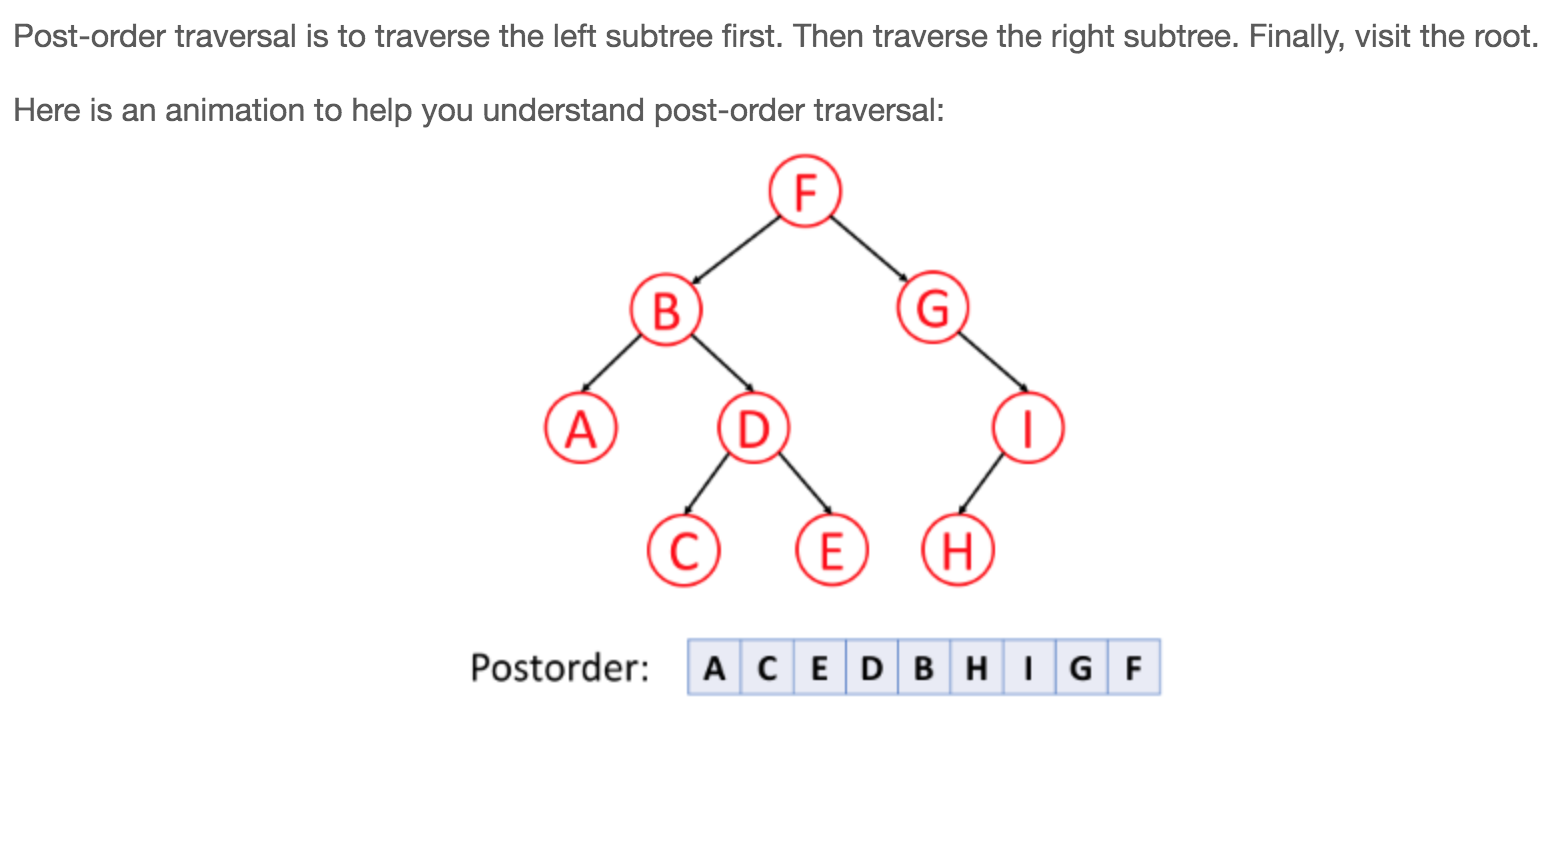 Post-order traversal is to traverse the left subtree first. Then traverse the right subtree. Finally, visit the root.
Here is an animation to help you understand post-order traversal:
F
B G
A D I
C E H
Postorder: A C E D B H I G F